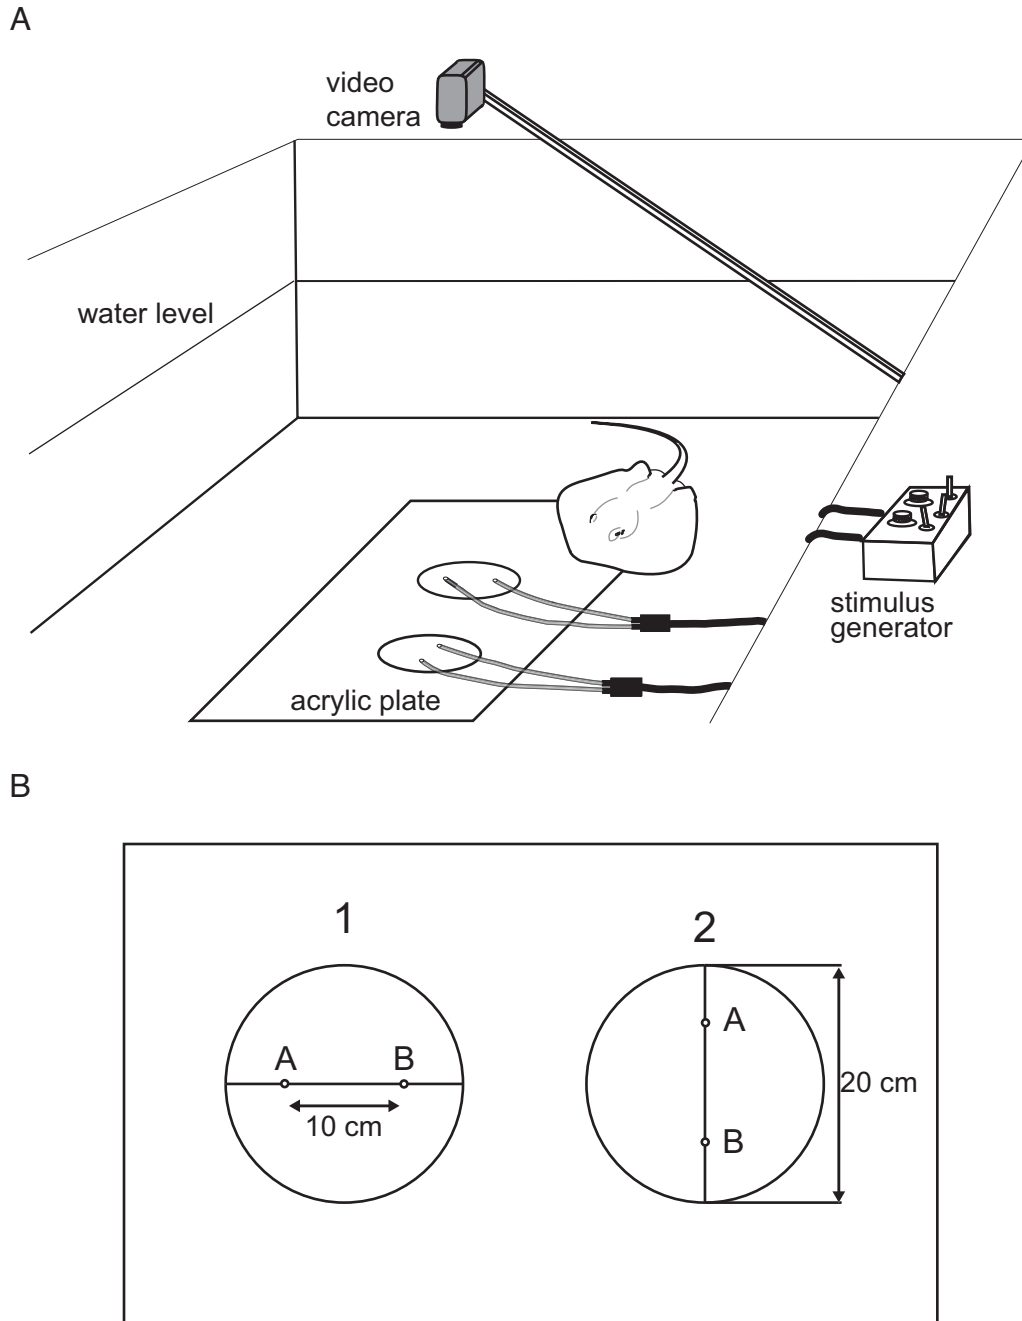 A
video
camera
water level
stimulus
generator
acrylic plate
B
1
2
A
B
A
10 cm
20 cm
B